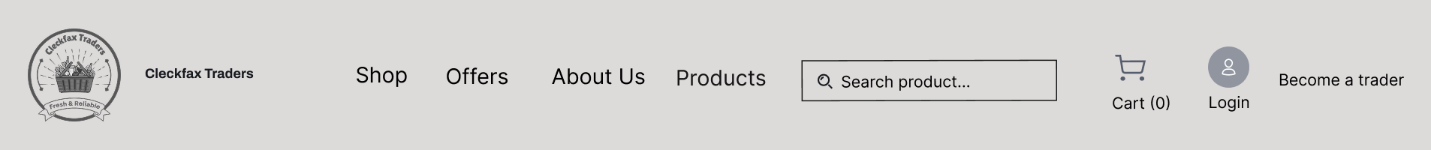 Cleckfax Traders
Fresh & Reliable
Cleckfax Traders
Shop
Offers
About Us
Products
Search product...
Cart (0)
Login
Become a trader